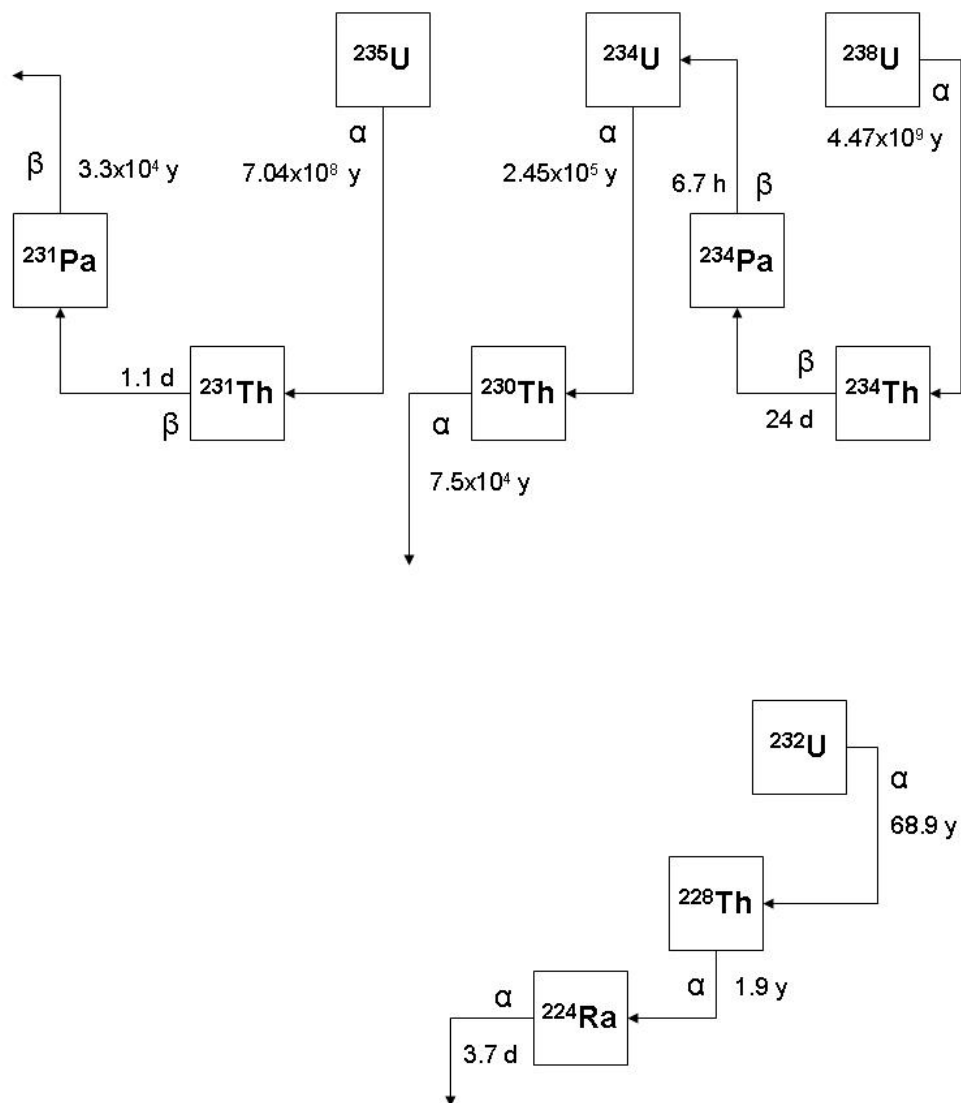 ²³⁵U
²³⁴U
²³⁸U
α
α
α
β
3.3x10⁴ y
7.04x10⁸ y
2.45x10⁵ y
4.47x10⁹ y
6.7 h
β
²³¹Pa
²³⁴Pa
1.1 d
β
²³¹Th
²³⁰Th
β
24 d
²³⁴Th
α
7.5x10⁴ y
²³²U
α
68.9 y
²²⁸Th
α
1.9 y
α
²²⁴Ra
3.7 d